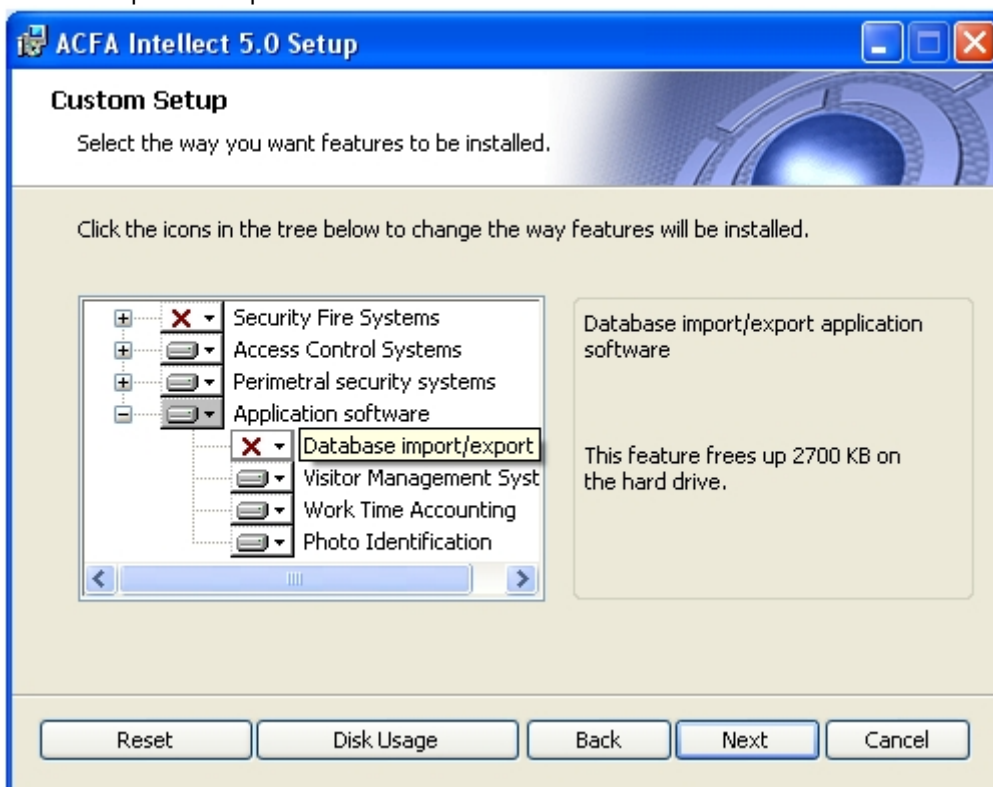 ACFA Intellect 5.0 Setup
Custom Setup
Select the way you want features to be installed.
Click the icons in the tree below to change the way features will be installed.
Security Fire Systems
Access Control Systems
Perimetral security systems
Application software
Database import/export
Visitor Management Syst
Work Time Accounting
Photo Identification
Database import/export application
software
This feature frees up 2700 KB on
the hard drive.
Reset
Disk Usage
Back
Next
Cancel